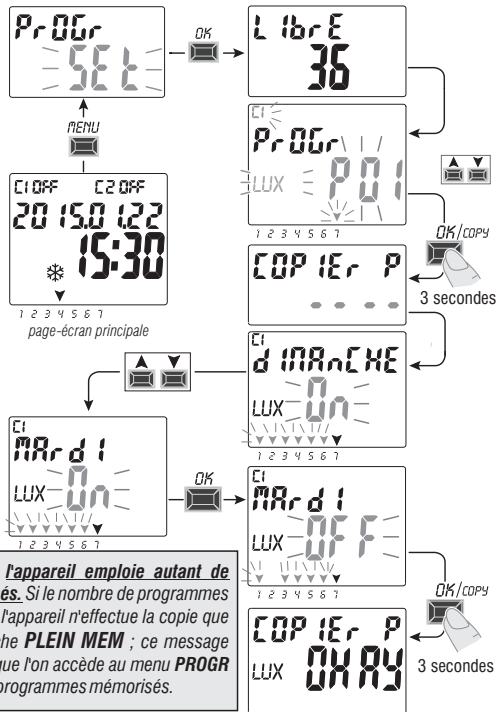 PrOGr
SEt
OK
LIbrE
36
MENU
C1
PrOGr
LUX P01
1 2 3 4 5 6 7
C1 OFF C2 OFF
2015.01.22
15:30
1 2 3 4 5 6 7
page-écran principale
OK/COPY
3 secondes
COPIEr P
- - - -
C1
dIMAnCHE
LUX On
1 2 3 4 5 6 7
C1
MArdI
LUX On
1 2 3 4 5 6 7
OK
C1
MArdI
LUX OFF
1 2 3 4 5 6 7
OK/COPY
3 secondes
COPIEr P
LUX OKAY
l'appareil emploie autant de
és. Si le nombre de programmes
l'appareil n'effectue la copie que
che PLEIN MEM ; ce message
que l'on accède au menu PROGR
programmes mémorisés.